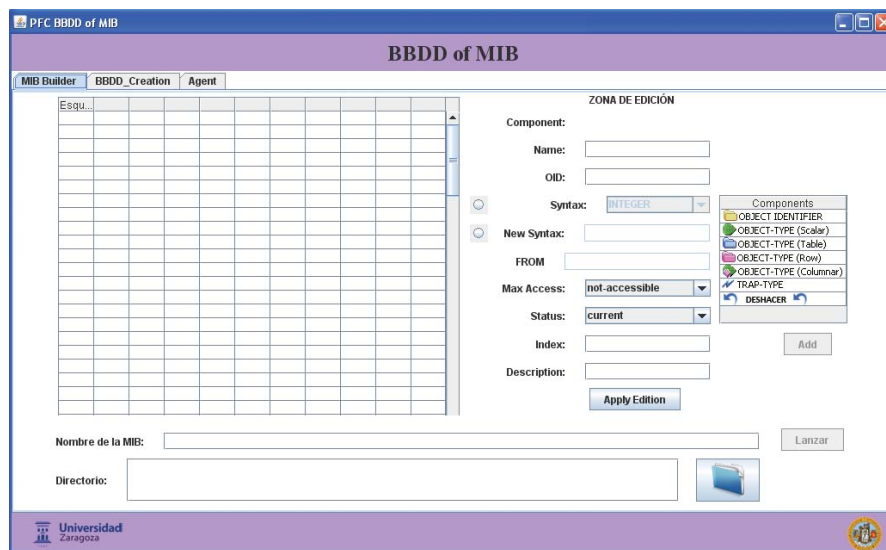 PFC BBDD of MIB
BBDD of MIB
MIB Builder BBDD_Creation Agent
Esqu...
ZONA DE EDICIÓN
Component:
Name:
OID:
Syntax: INTEGER
New Syntax:
FROM
Max Access: not-accessible
Status: current
Index:
Description:
Apply Edition
Components
OBJECT IDENTIFIER
OBJECT-TYPE (Scalar)
OBJECT-TYPE (Table)
OBJECT-TYPE (Row)
OBJECT-TYPE (Columnar)
TRAP-TYPE
DESHACER
Add
Nombre de la MIB:
Lanzar
Directorio:
Universidad
Zaragoza